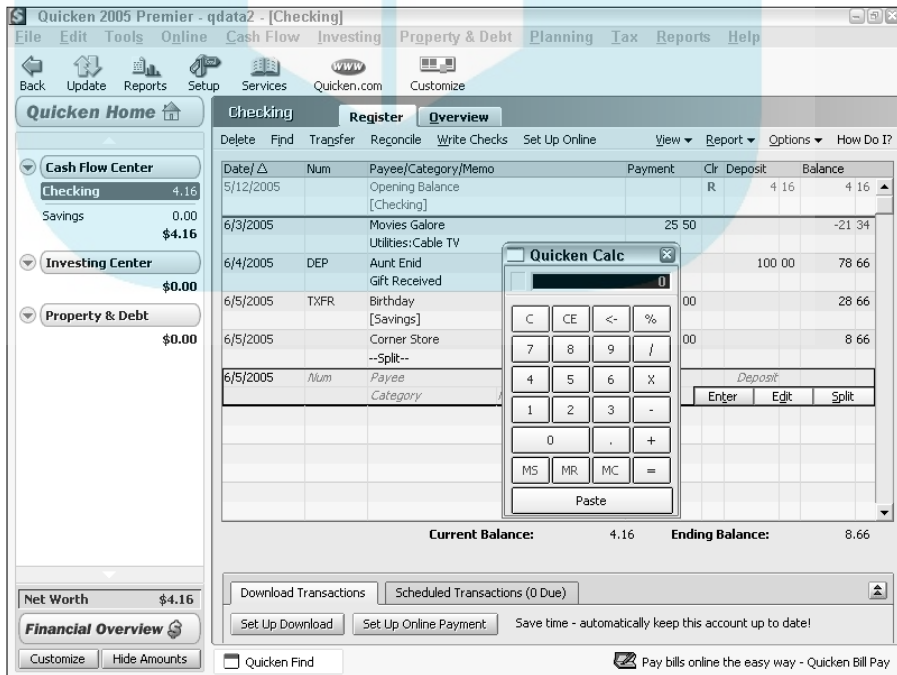 Quicken 2005 Premier - qdata2 - [Checking]
File Edit Tools Online Cash Flow Investing Property & Debt Planning Tax Reports Help
Back Update Reports Setup Services Quicken.com Customize
www
Quicken Home
Cash Flow Center
Checking 4.16
Savings 0.00
$4.16
Investing Center
$0.00
Property & Debt
$0.00
Net Worth $4.16
Financial Overview
Customize Hide Amounts
Checking Register Overview
Delete Find Transfer Reconcile Write Checks Set Up Online View Report Options How Do I?
Date/ Num Payee/Category/Memo Payment Clr Deposit Balance
5/12/2005 Opening Balance R 4 16 4 16
[Checking]
6/3/2005 Movies Galore 25 50 -21 34
Utilities:Cable TV
6/4/2005 DEP Aunt Enid 100 00 78 66
Gift Received
6/5/2005 TXFR Birthday 00 28 66
[Savings]
6/5/2005 Corner Store 00 8 66
--Split--
6/5/2005 Num Payee Deposit
Category Enter Edit Split
Quicken Calc
0
C CE <- %
7 8 9 /
4 5 6 X
1 2 3 -
0 . +
MS MR MC =
Paste
Current Balance: 4.16 Ending Balance: 8.66
Download Transactions Scheduled Transactions (0 Due)
Set Up Download Set Up Online Payment Save time - automatically keep this account up to date!
Quicken Find Pay bills online the easy way - Quicken Bill Pay